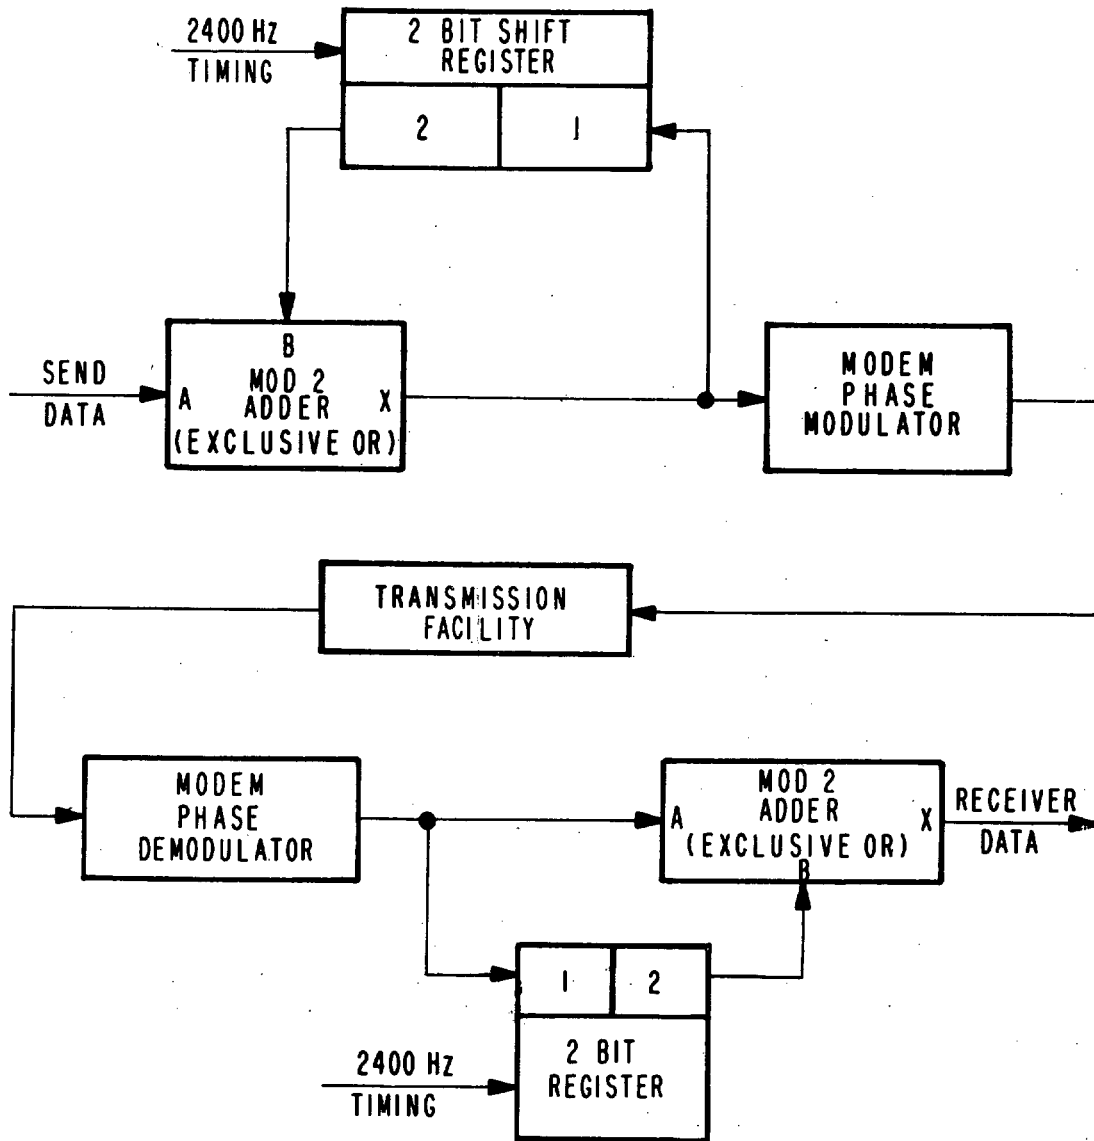 2400 Hz
TIMING
2 BIT SHIFT
REGISTER
2
1
SEND
DATA
A
B
MOD 2
ADDER
(EXCLUSIVE OR)
X
MODEM
PHASE
MODULATOR
TRANSMISSION
FACILITY
MODEM
PHASE
DEMODULATOR
A
MOD 2
ADDER
(EXCLUSIVE OR)
B
X
RECEIVER
DATA
1
2
2 BIT
REGISTER
2400 Hz
TIMING